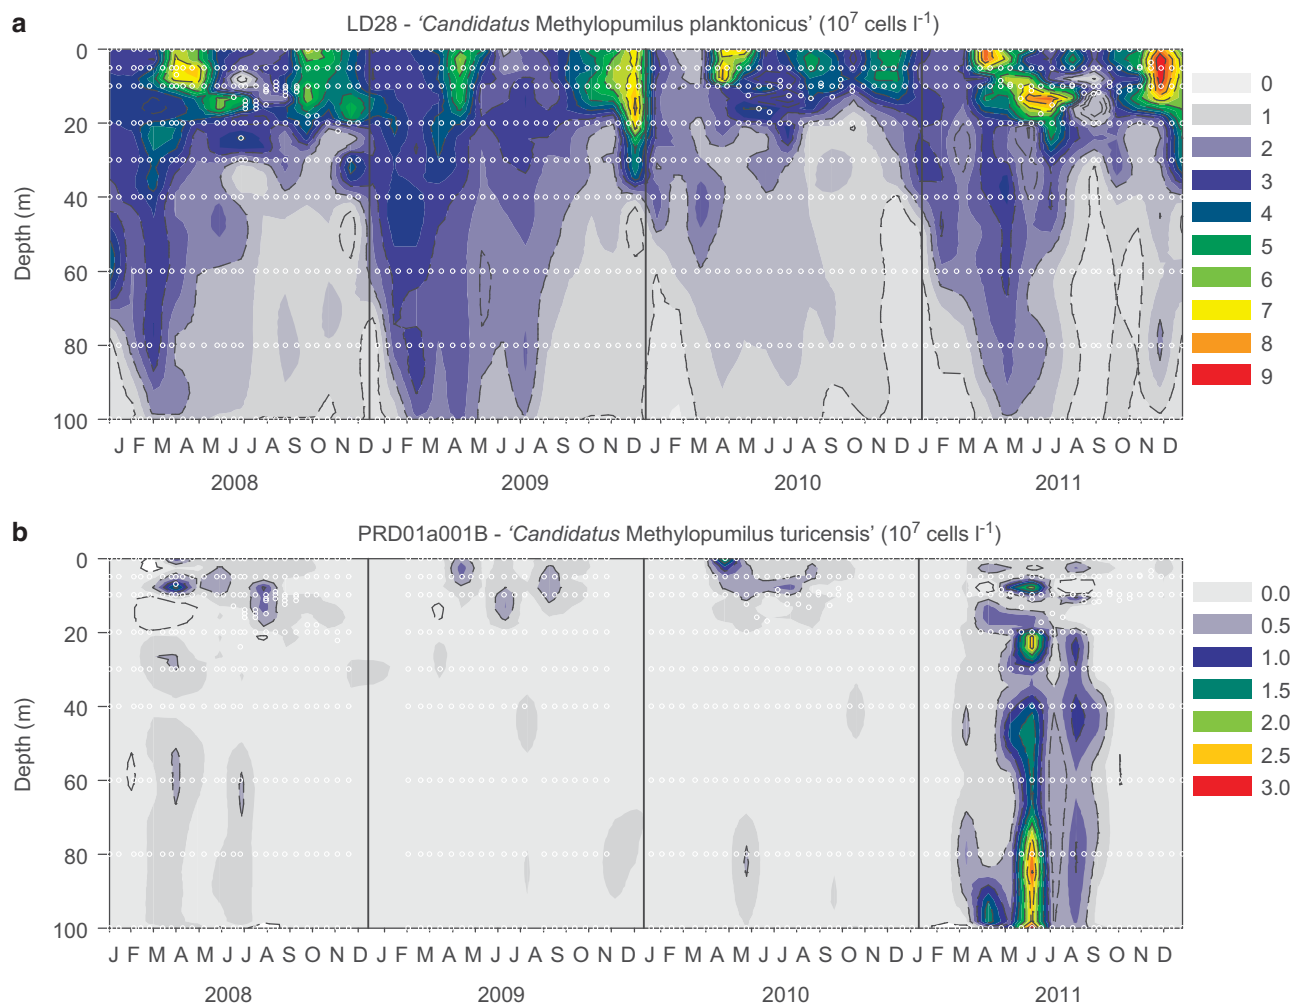 a
LD28 - ‘Candidatus Methylopumilus planktonicus’ (10⁷ cells l⁻¹)
Depth (m)
0
20
40
60
80
100
J F M A M J J A S O N D J F M A M J J A S O N D J F M A M J J A S O N D J F M A M J J A S O N D
2008 2009 2010 2011
0
1
2
3
4
5
6
7
8
9
b
PRD01a001B - ‘Candidatus Methylopumilus turicensis’ (10⁷ cells l⁻¹)
Depth (m)
0
20
40
60
80
100
J F M A M J J A S O N D J F M A M J J A S O N D J F M A M J J A S O N D J F M A M J J A S O N D
2008 2009 2010 2011
0.0
0.5
1.0
1.5
2.0
2.5
3.0